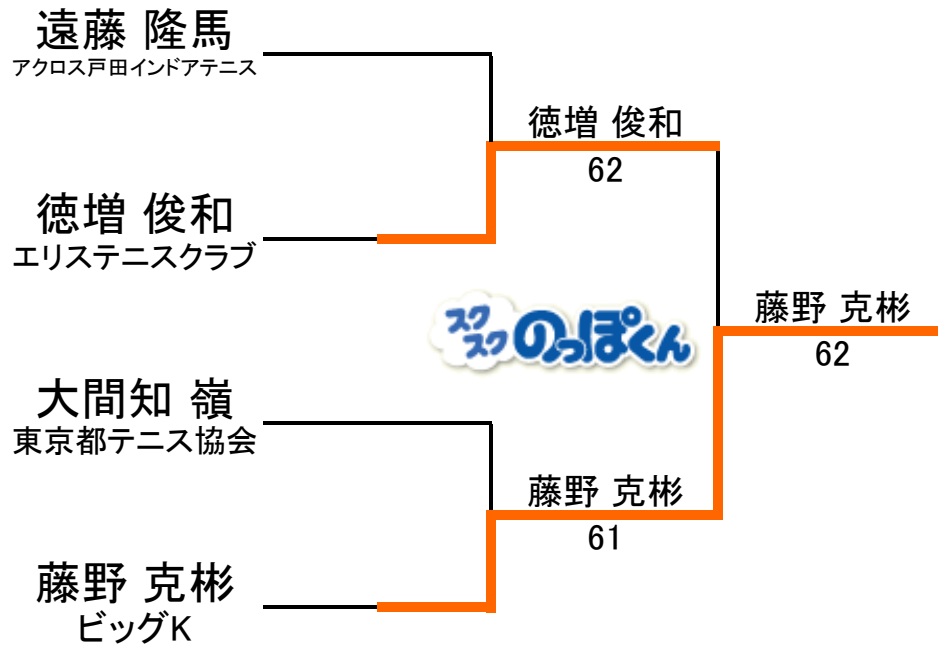 遠藤 隆馬
アクロス戸田インドアテニス
徳増 俊和
62
徳増 俊和
エリステニスクラブ
スク
スク のっぽくん
藤野 克彬
62
大間知 嶺
東京都テニス協会
藤野 克彬
61
藤野 克彬
ビッグK